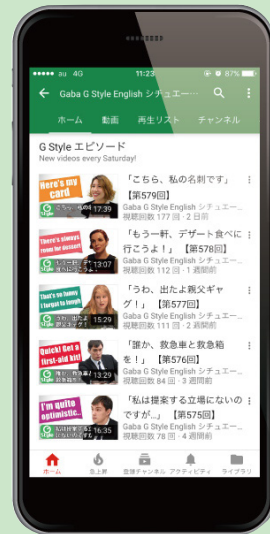 au 4G 11:23 87%
Gaba G Style English シチュエー…
ホーム 動画 再生リスト チャンネル
G Style エピソード
New videos every Saturday!
Here's my
card
17:39
「こちら、私の名刺です」
【第579回】
Gaba G Style English シチュエー…
視聴回数 177 回・2 日前
There's always
room for dessert
13:07
「もう一軒、デザート食べに
行こうよ！」【第578回】
Gaba G Style English シチュエー…
視聴回数 112 回・1 週間前
That's so funny
I forgot to laugh
15:29
「うわ、出たよ親父ギャ
グ！」【第577回】
Gaba G Style English シチュエー…
視聴回数 111 回・2 週間前
Quick! Get a
first-aid kit!
13:29
「誰か、救急車と救急箱
を！」【第576回】
Gaba G Style English シチュエー…
視聴回数 84 回・3 週間前
I'm quite
optimistic..
16:35
「私は提案する立場にないの
ですが…」【第575回】
Gaba G Style English シチュエー…
視聴回数 78 回・4 週間前
ホーム 急上昇 登録チャンネル アクティビティ ライブラリ